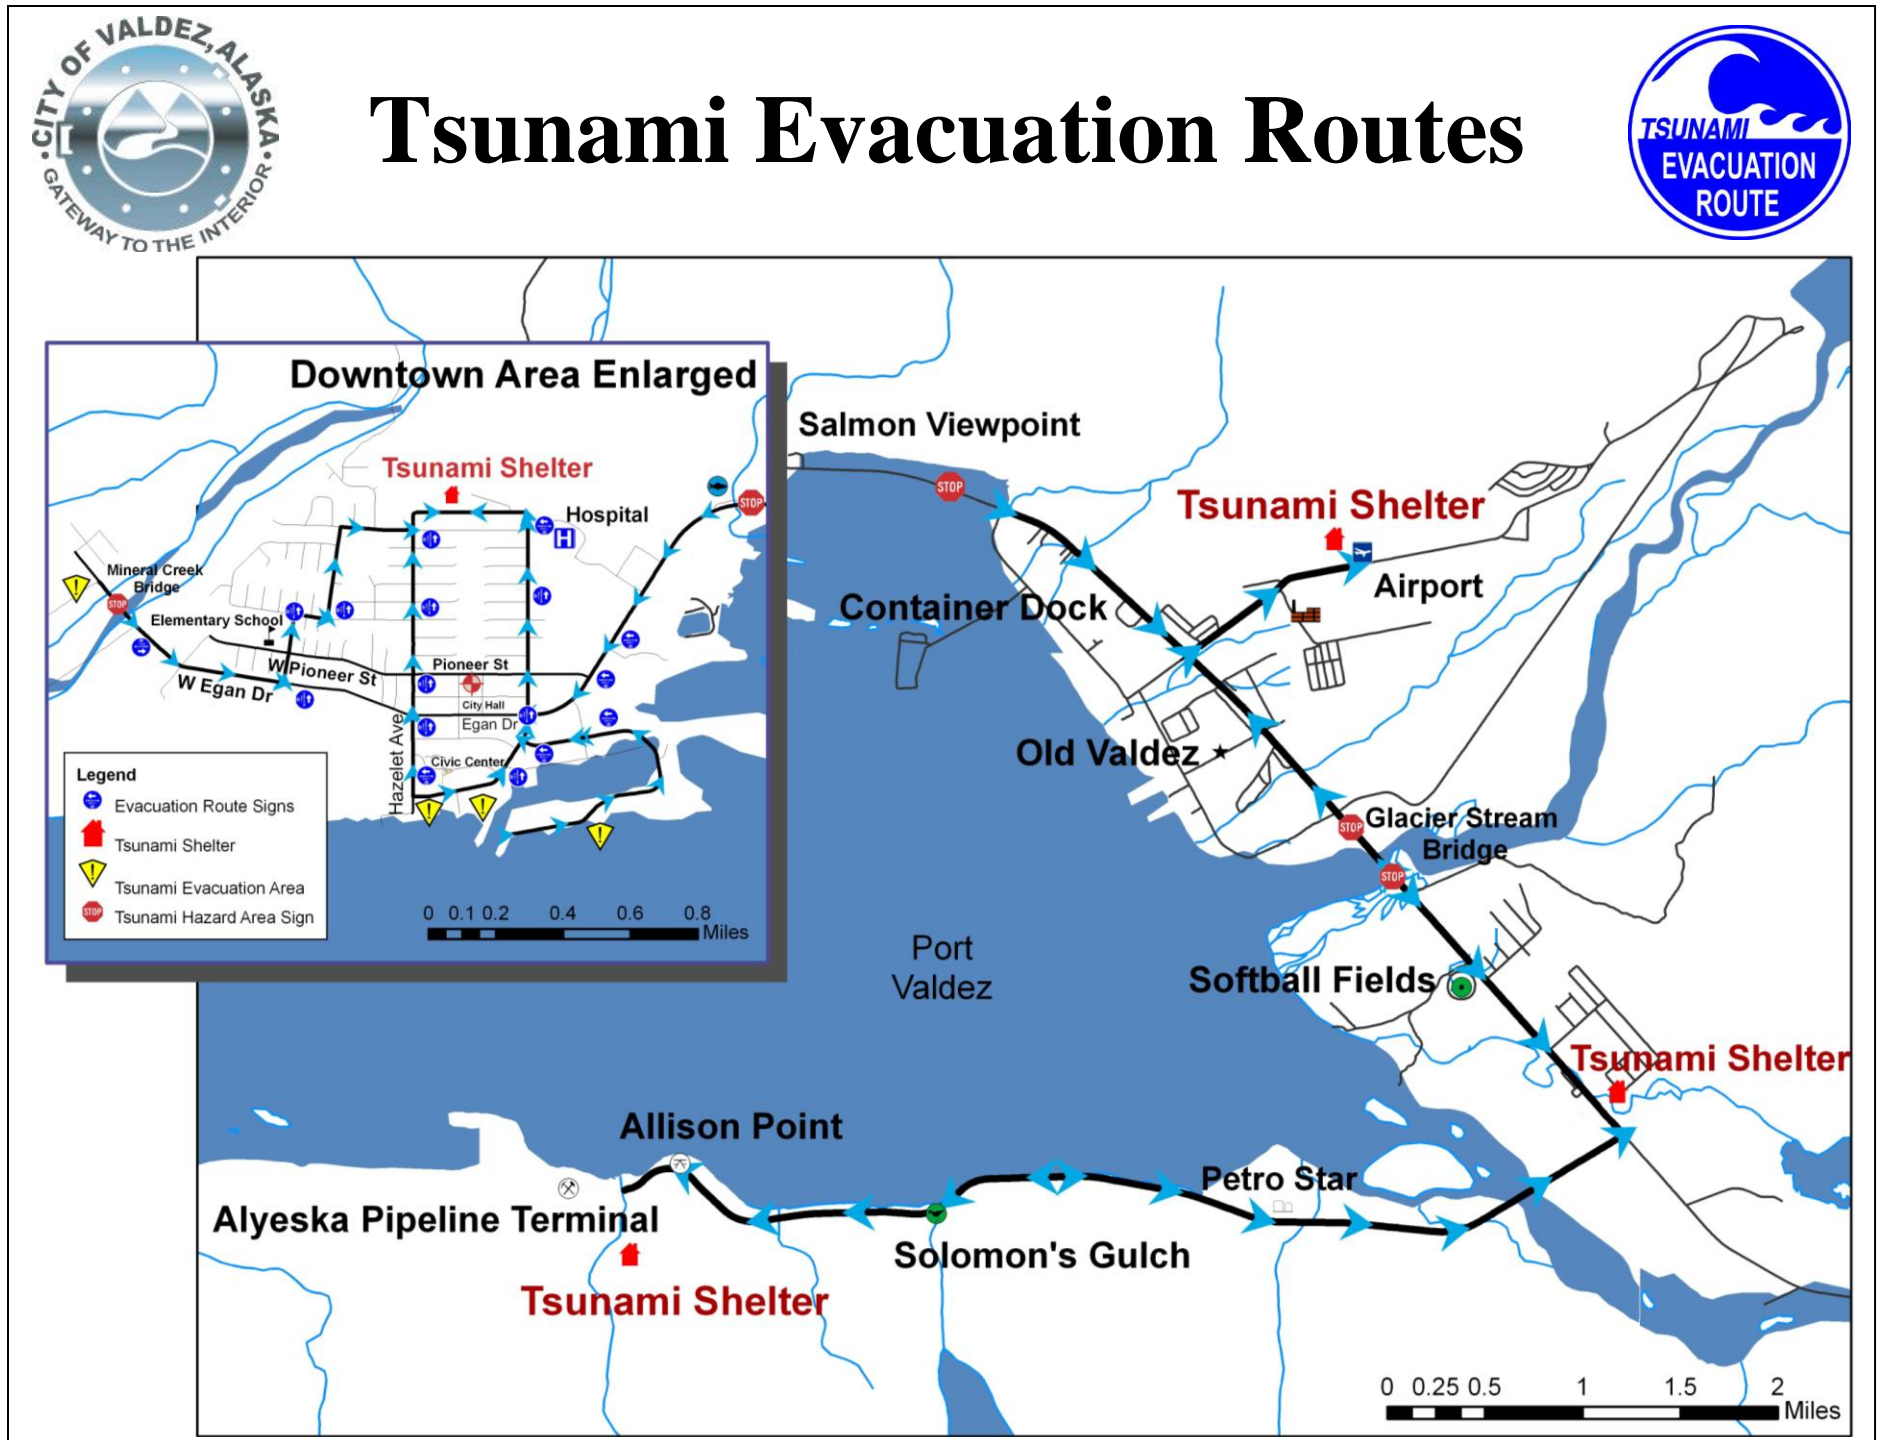 CITY OF VALDEZ, ALASKA
• GATEWAY TO THE INTERIOR •
Tsunami Evacuation Routes
TSUNAMI
EVACUATION
ROUTE
Downtown Area Enlarged
Tsunami Shelter
Hospital
H
STOP
Mineral Creek
Bridge
STOP
Elementary School
W Pioneer St
Pioneer St
W Egan Dr
City Hall
Egan Dr
Hazelet Ave
Civic Center
Legend
Evacuation Route Signs
Tsunami Shelter
Tsunami Evacuation Area
STOP
Tsunami Hazard Area Sign
0 0.1 0.2 0.4 0.6 0.8
Miles
Salmon Viewpoint
STOP
Tsunami Shelter
Airport
Container Dock
Old Valdez
STOP
Glacier Stream
Bridge
STOP
Port
Valdez
Softball Fields
Tsunami Shelter
Allison Point
Petro Star
Alyeska Pipeline Terminal
Solomon's Gulch
Tsunami Shelter
0 0.25 0.5 1 1.5 2
Miles